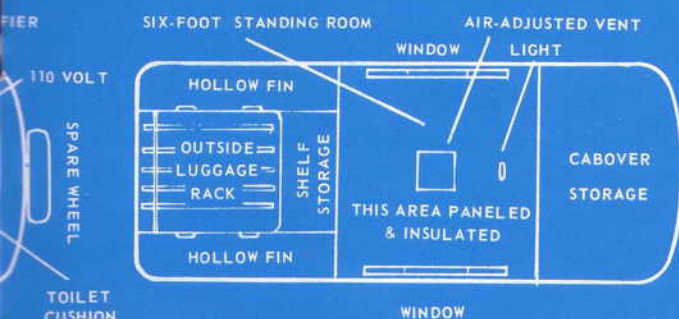 FIER
SIX-FOOT STANDING ROOM
AIR-ADJUSTED VENT
WINDOW
LIGHT
110 VOLT
HOLLOW FIN
SPARE WHEEL
OUTSIDE
LUGGAGE
RACK
SHELF
STORAGE
CABOVER
STORAGE
THIS AREA PANELED
& INSULATED
HOLLOW FIN
TOILET
CUSHION
WINDOW